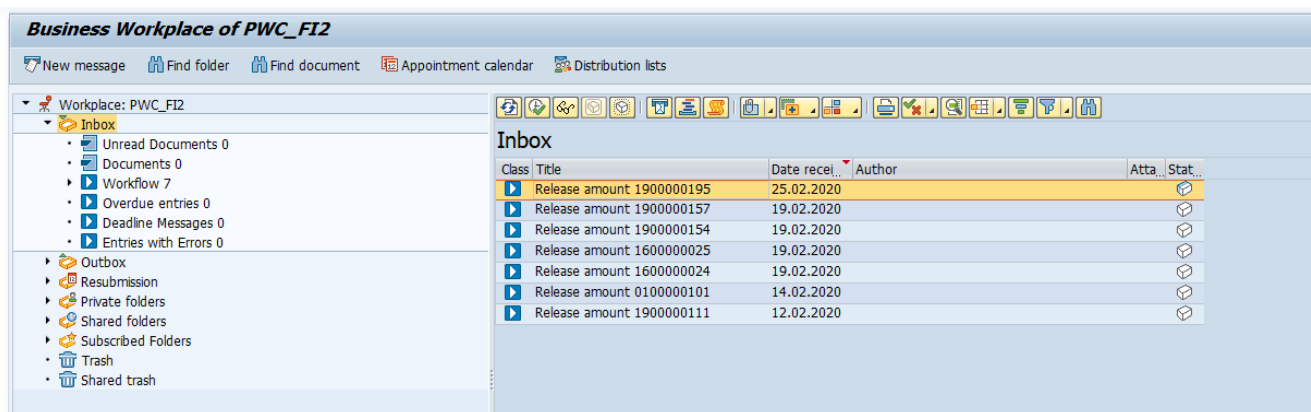 Business Workplace of PWC_FI2
New message Find folder Find document Appointment calendar Distribution lists
Workplace: PWC_FI2
Inbox
Unread Documents 0
Documents 0
Workflow 7
Overdue entries 0
Deadline Messages 0
Entries with Errors 0
Outbox
Resubmission
Private folders
Shared folders
Subscribed Folders
Trash
Shared trash
Inbox
Class Title Date recei... Author Atta... Stat...
Release amount 1900000195 25.02.2020
Release amount 1900000157 19.02.2020
Release amount 1900000154 19.02.2020
Release amount 1600000025 19.02.2020
Release amount 1600000024 19.02.2020
Release amount 0100000101 14.02.2020
Release amount 1900000111 12.02.2020